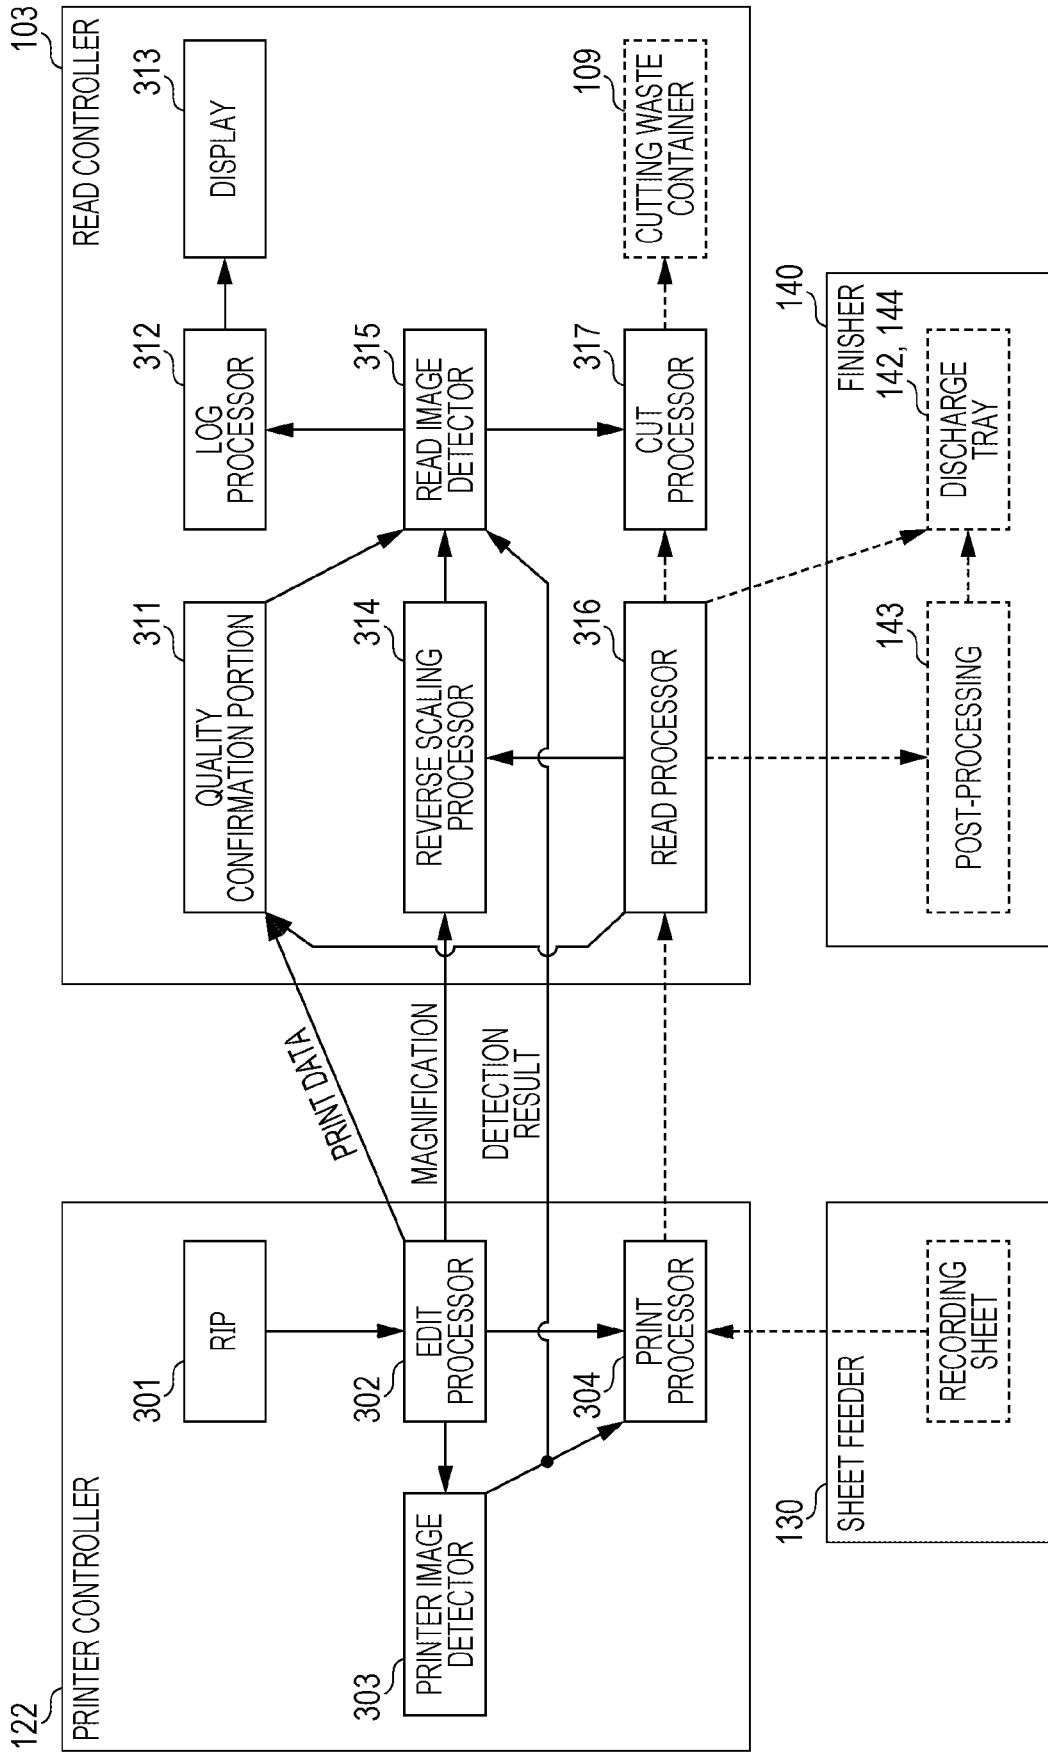 122
PRINTER CONTROLLER
301
RIP
302
EDIT
PROCESSOR
303
PRINTER IMAGE
DETECTOR
304
PRINT
PROCESSOR
130
SHEET FEEDER
RECORDING
SHEET
PRINT DATA
MAGNIFICATION
DETECTION
RESULT
103
READ CONTROLLER
311
QUALITY
CONFIRMATION PORTION
312
LOG
PROCESSOR
313
DISPLAY
314
REVERSE SCALING
PROCESSOR
315
READ IMAGE
DETECTOR
316
READ PROCESSOR
317
CUT
PROCESSOR
109
CUTTING WASTE
CONTAINER
140
FINISHER
142, 144
DISCHARGE
TRAY
143
POST-PROCESSING